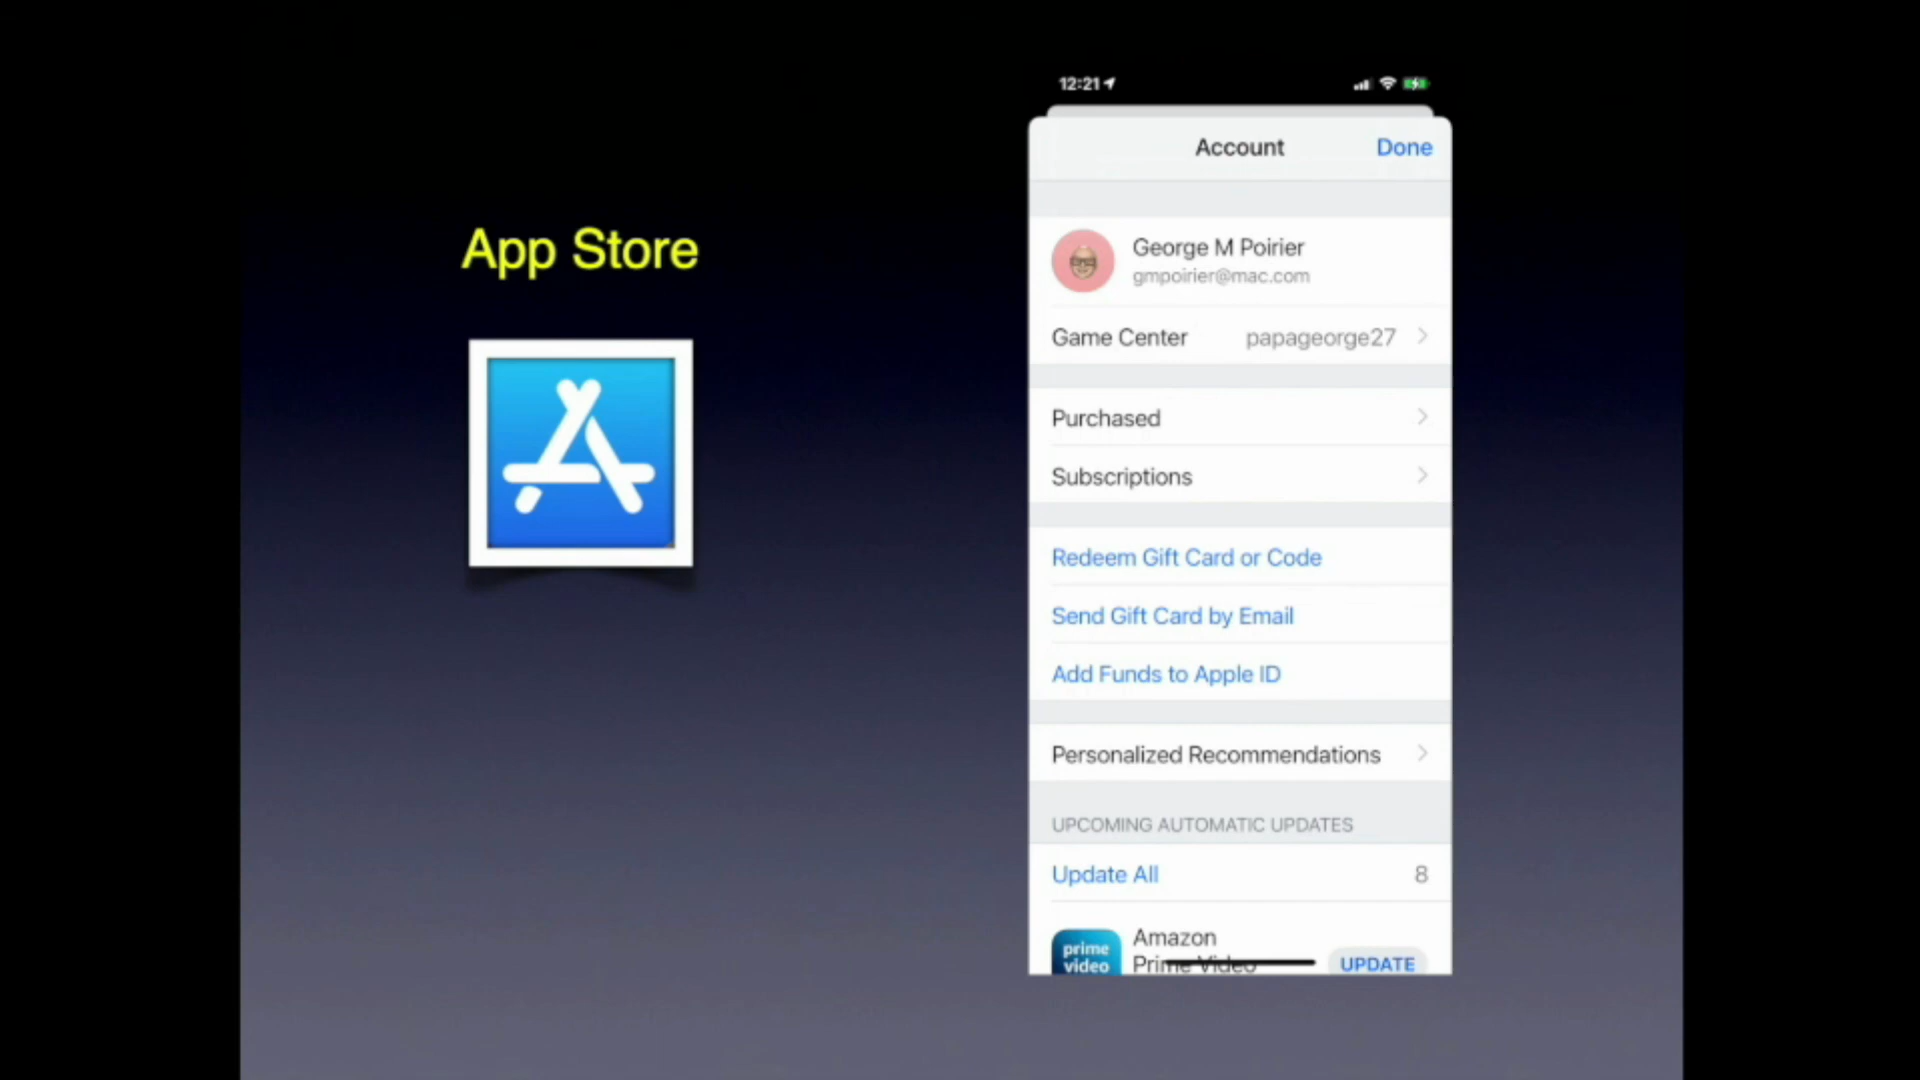 12:21
Account
Done
App Store
George M Poirier
gmpoirier@mac.com
Game Center papageorge27
Purchased
Subscriptions
Redeem Gift Card or Code
Send Gift Card by Email
Add Funds to Apple ID
Personalized Recommendations
UPCOMING AUTOMATIC UPDATES
Update All 8
prime
video
Amazon
Prime Video
UPDATE